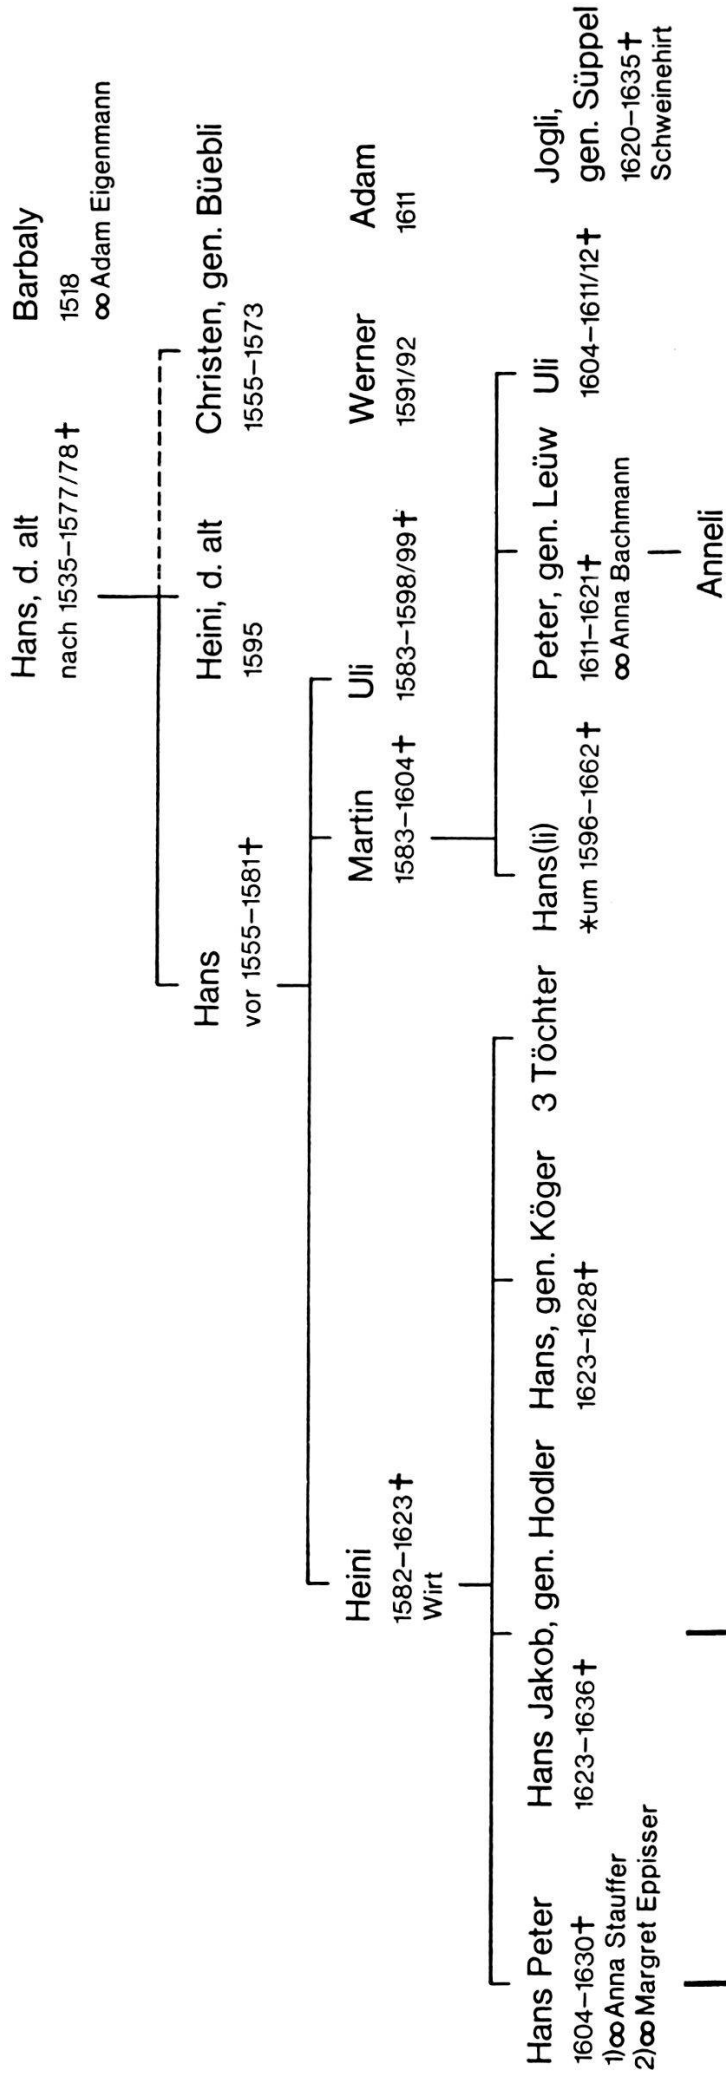 Hans, d. alt
nach 1535–1577/78†
Barbaly
1518
∞ Adam Eigenmann
Hans
vor 1555–1581†
Heini, d. alt
1595
Christen, gen. Büebli
1555–1573
Heini
1582–1623†
Wirt
Martin
1583–1604†
Uli
1583–1598/99†
Werner
1591/92
Adam
1611
Hans Peter
1604–1630†
1)∞ Anna Stauffer
2)∞ Margret Eppisser
Hans Jakob, gen. Hodler
1623–1636†
Hans, gen. Köger
1623–1628†
3 Töchter
Hans(li)
*um 1596–1662†
Peter, gen. Leüw
1611–1621†
∞ Anna Bachmann
Uli
1604–1611/12†
Jogli,
gen. Süppel
1620–1635†
Schweinehirt
Anneli